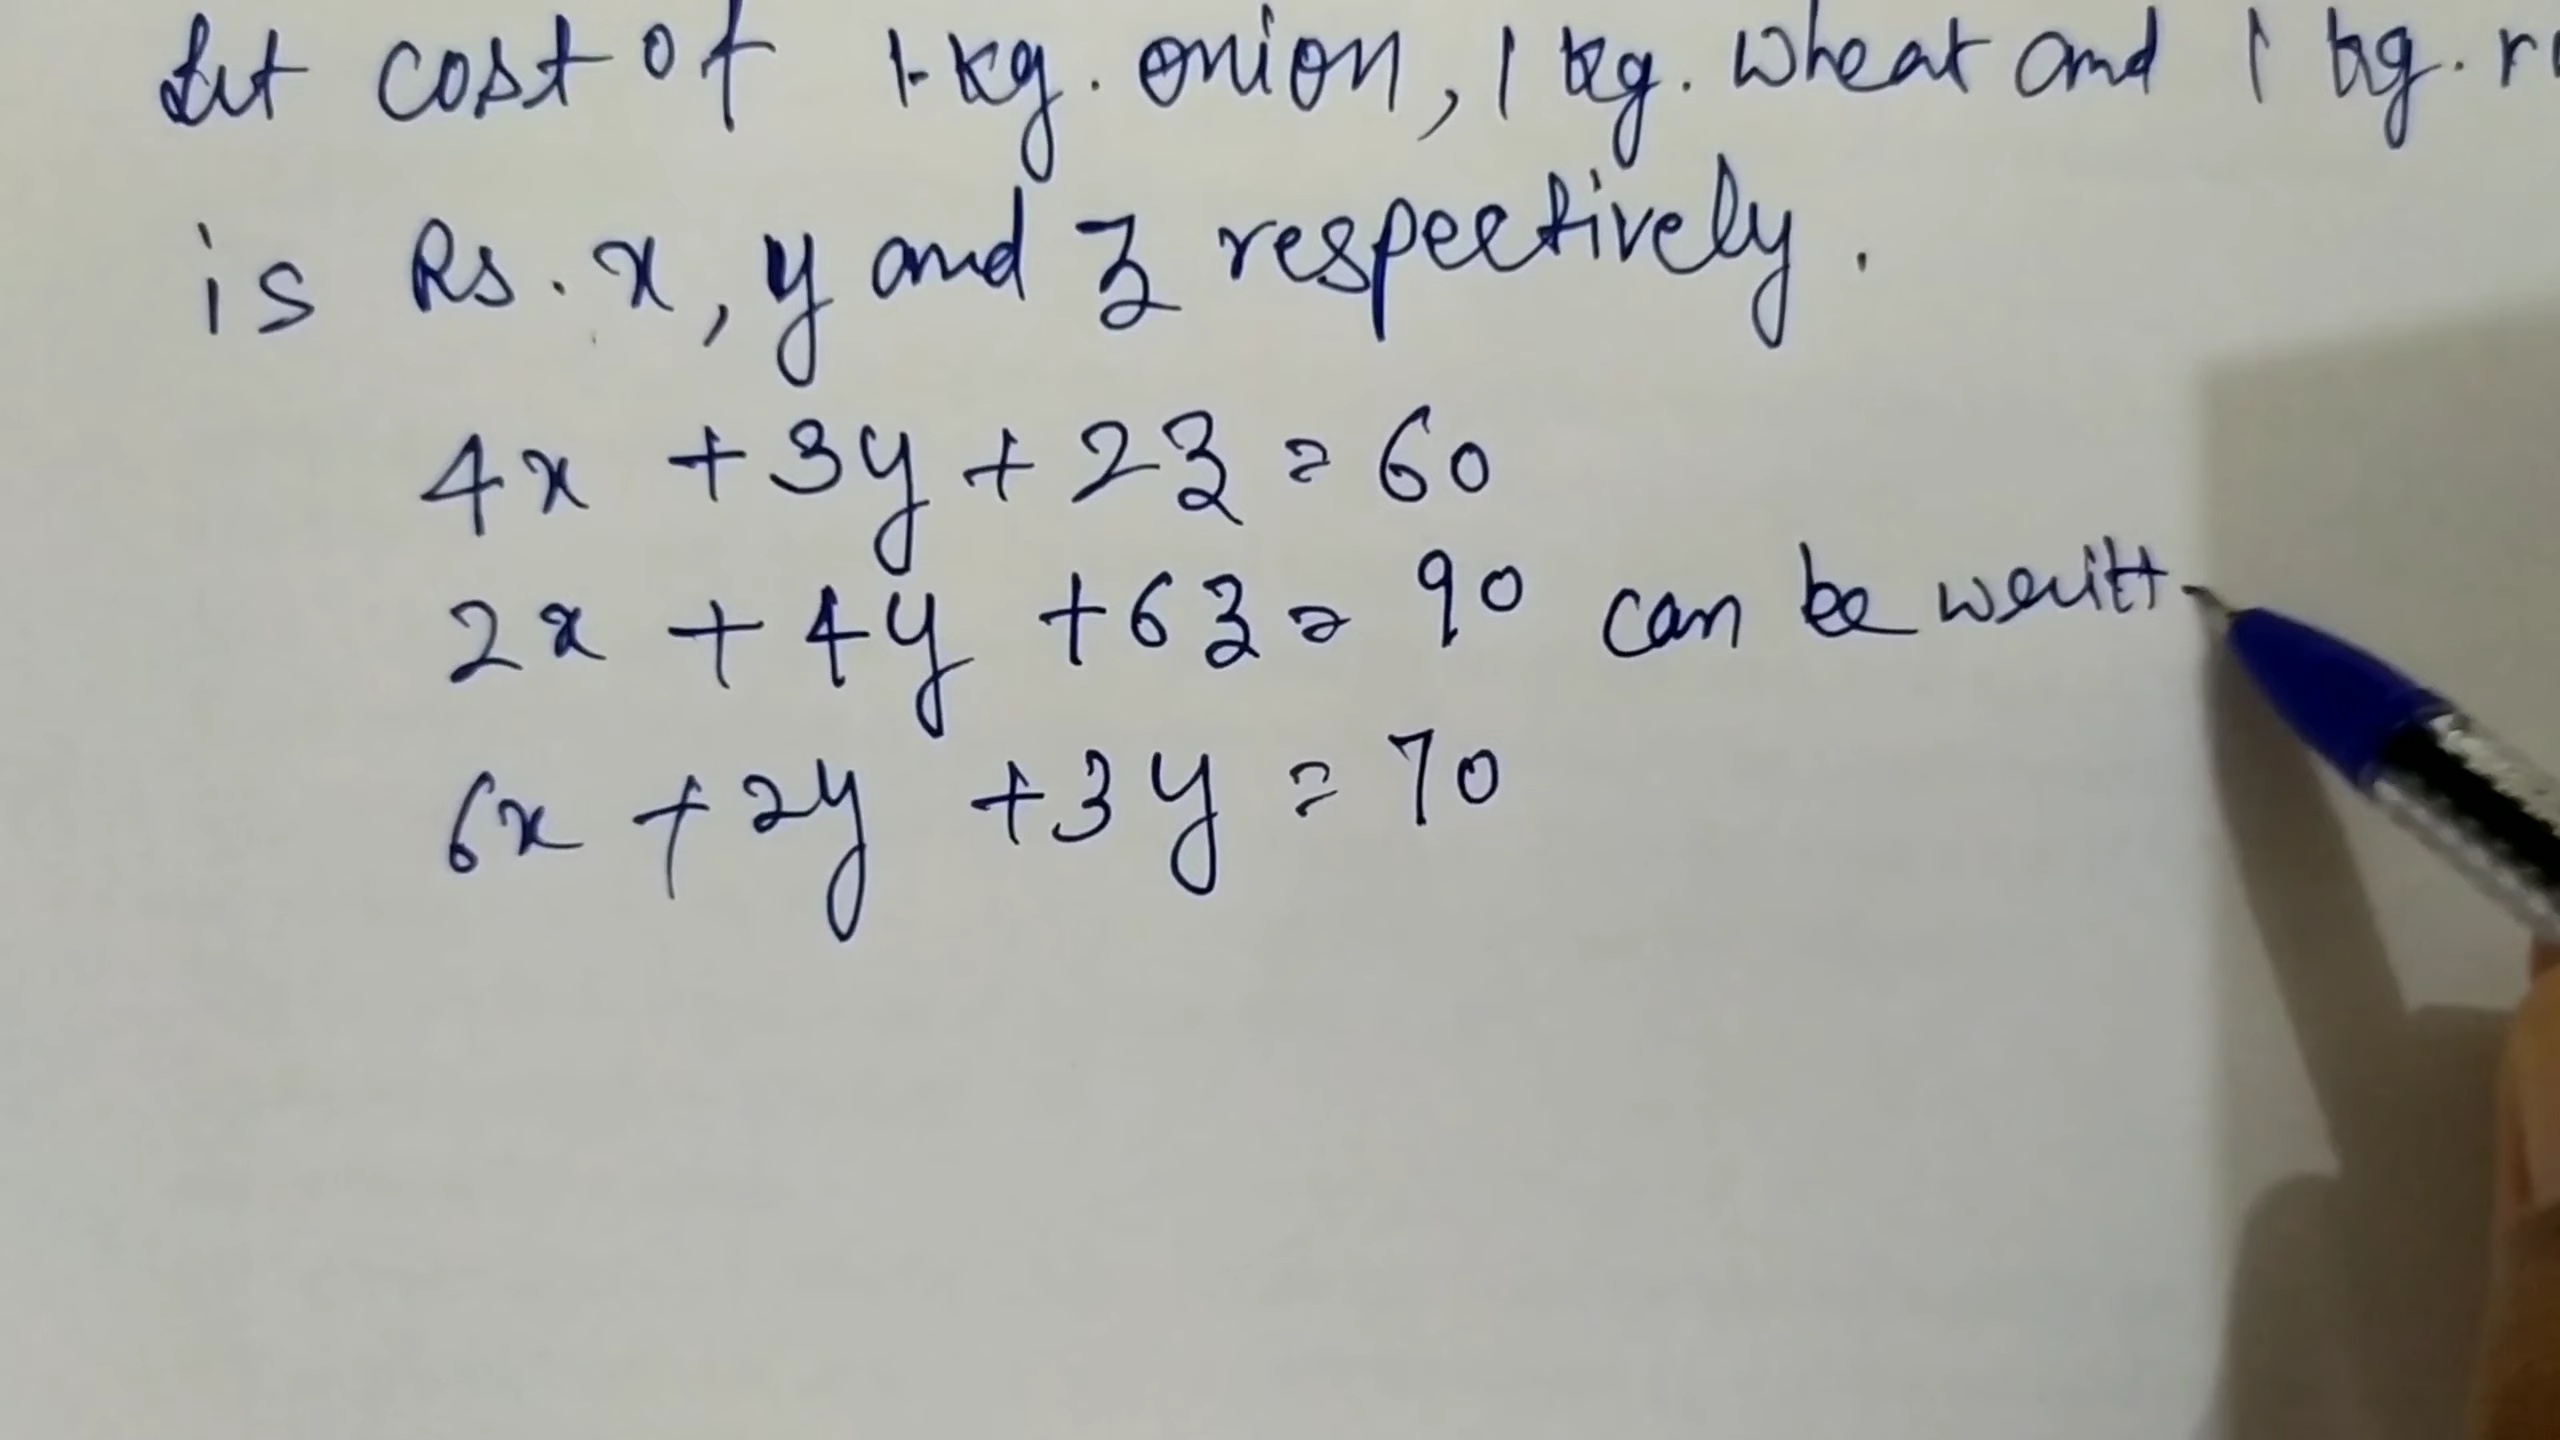 Let cost of 1 kg. onion, 1 kg. wheat and 1 kg.
is Rs. x, y and z respectively.
4x + 3y + 2z = 60
2x + 4y + 6z = 90 can be writt
6x + 2y + 3y = 70